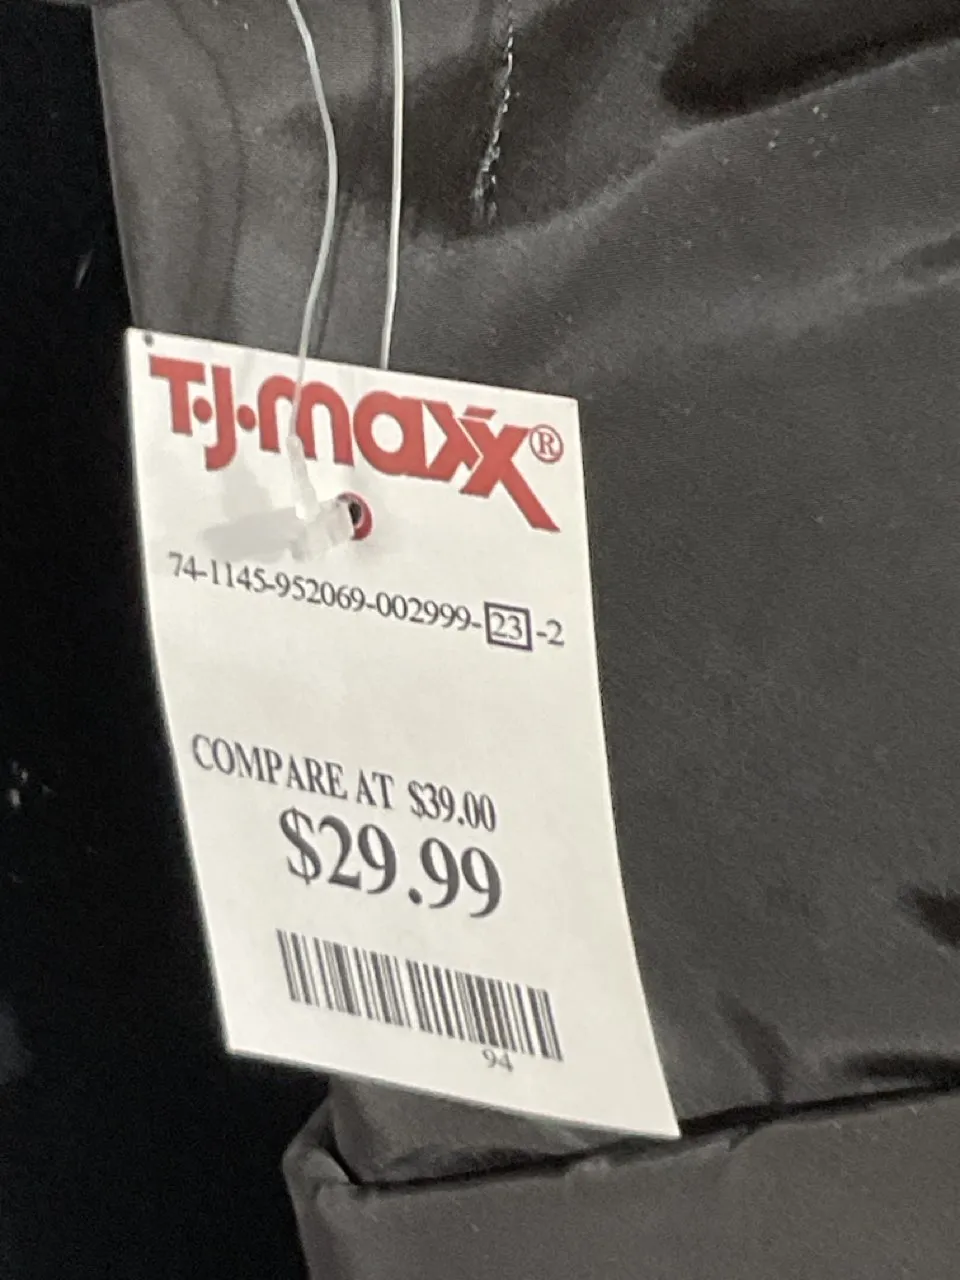 T.J.maxx®
74-1145-952069-002999-23-2
COMPARE AT $39.00
$29.99
94